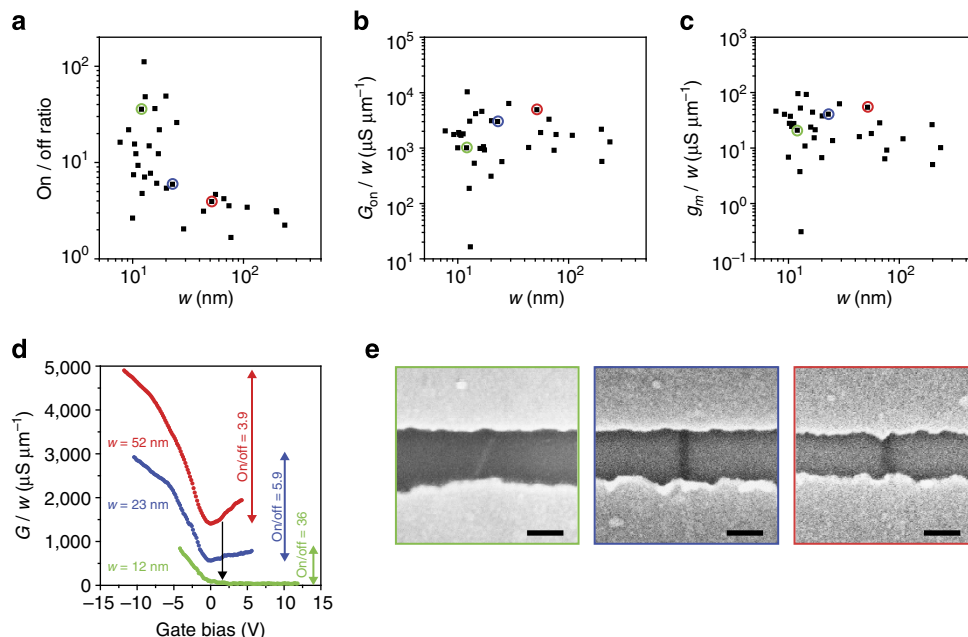 a
b
c
10²
10¹
10⁰
On / off ratio
10¹
10²
w (nm)
10⁵
10⁴
10³
10²
10¹
G_on / w (μS μm⁻¹)
10¹
10²
w (nm)
10³
10²
10¹
10⁰
10⁻¹
g_m / w (μS μm⁻¹)
10¹
10²
w (nm)
d
e
5,000
4,000
3,000
2,000
1,000
0
G / w (μS μm⁻¹)
w = 52 nm
w = 23 nm
w = 12 nm
On/off = 3.9
On/off = 5.9
On/off = 36
−15 −10 −5 0 5 10 15
Gate bias (V)